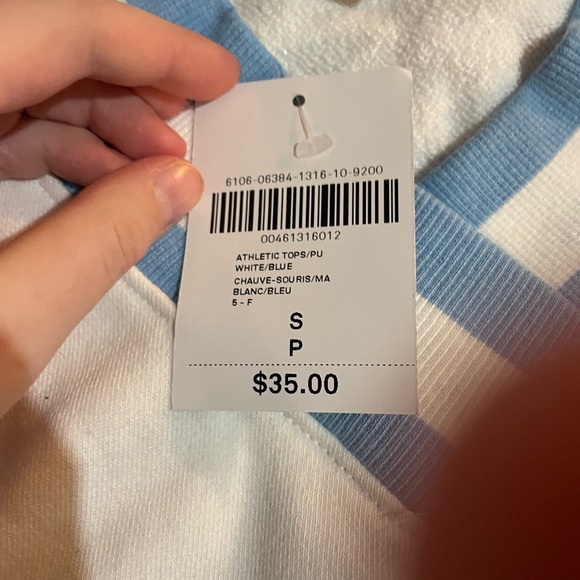 6106-06384-1316-10-9200
00461316012
ATHLETIC TOPS/PU
WHITE/BLUE
CHAUVE-SOURIS/MA
BLANC/BLEU
5 - F
S
P
$35.00